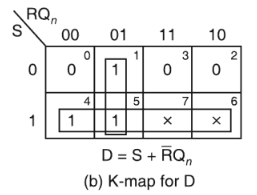 RQₙ
S
00 01 11 10
0 0 0 1 1 0 3 0 2
1 1 4 1 5 × 7 × 6
D = S + R̅Qₙ
(b) K-map for D